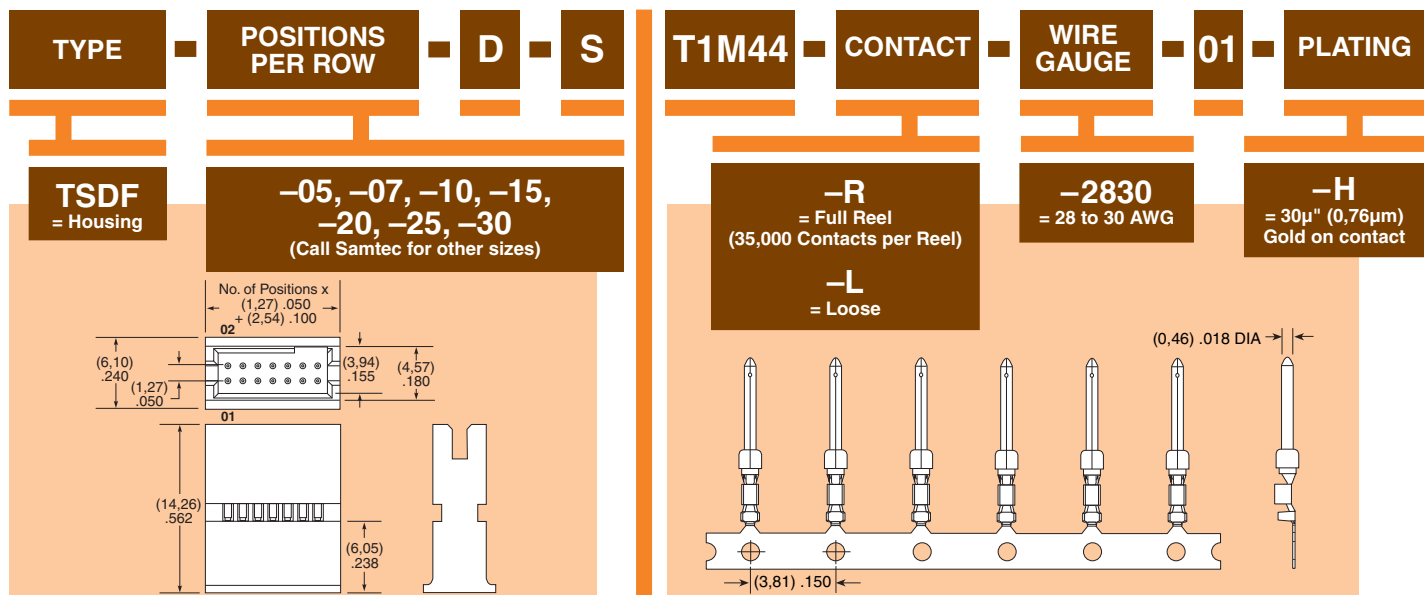 TYPE - POSITIONS PER ROW - D - S
TSDF
= Housing
–05, –07, –10, –15,
–20, –25, –30
(Call Samtec for other sizes)
No. of Positions x
(1,27) .050
+ (2,54) .100
02
(6,10)
.240
(1,27)
.050
(3,94)
.155
(4,57)
.180
01
(14,26)
.562
(6,05)
.238
T1M44 - CONTACT - WIRE GAUGE - 01 - PLATING
–R
= Full Reel
(35,000 Contacts per Reel)
–L
= Loose
–2830
= 28 to 30 AWG
–H
= 30µ" (0,76µm)
Gold on contact
(0,46) .018 DIA
(3,81) .150